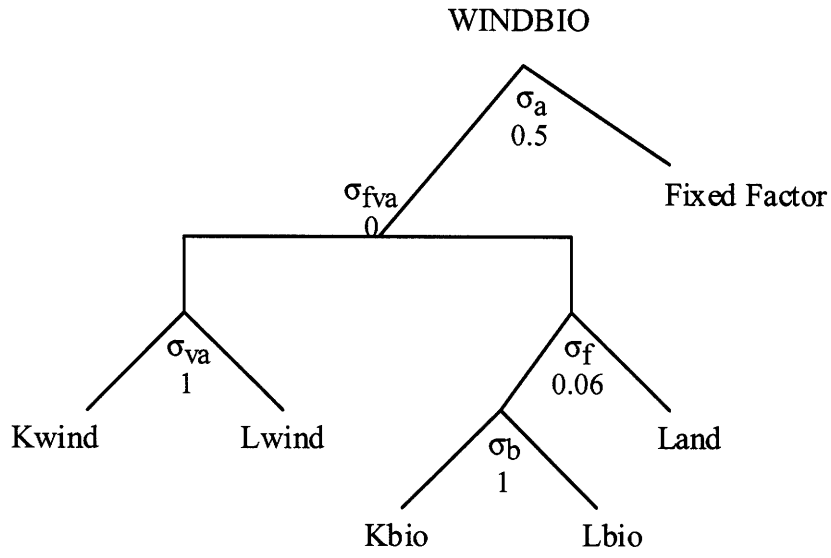 WINDBIO
σa
0.5
Fixed Factor
σfva
0
σva
1
σf
0.06
Kwind
Lwind
Land
σb
1
Kbio
Lbio